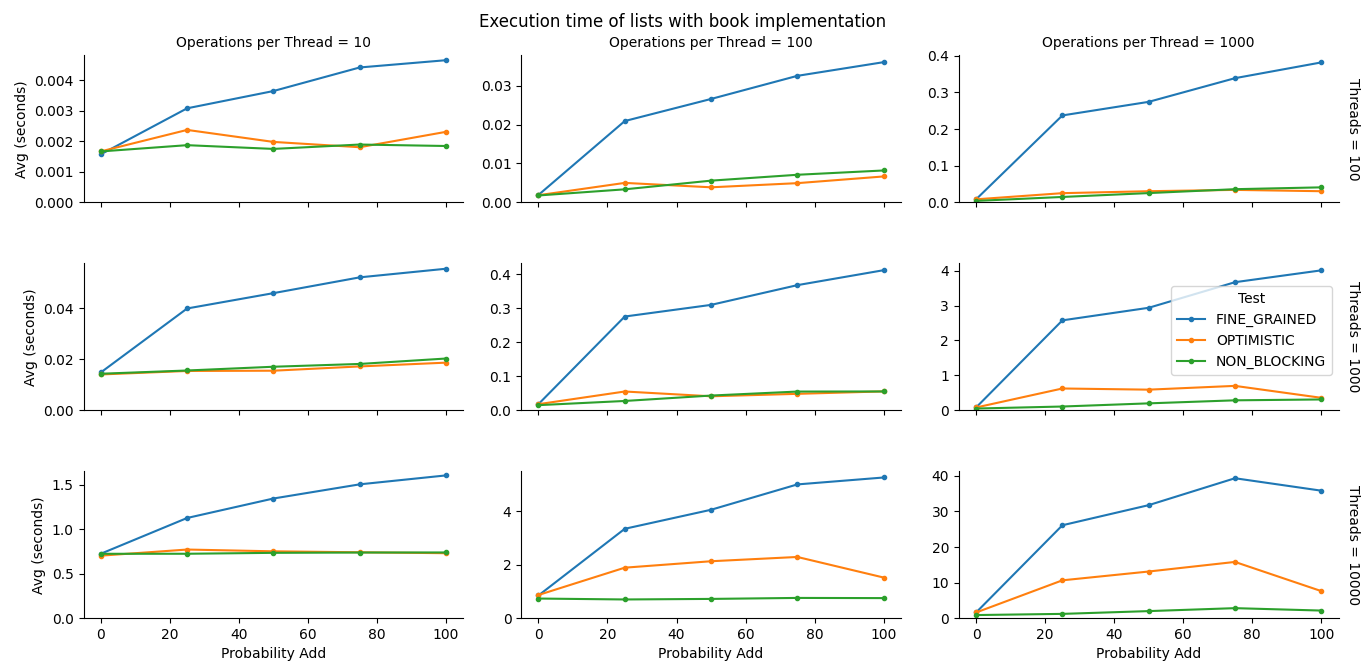 Execution time of lists with book implementation
Operations per Thread = 10
Operations per Thread = 100
Operations per Thread = 1000
Avg (seconds)
0.004
0.003
0.002
0.001
0.000
0.03
0.02
0.01
0.00
0.4
0.3
0.2
0.1
0.0
Threads = 10
Avg (seconds)
0.04
0.02
0.00
0.4
0.3
0.2
0.1
0.0
4
3
2
1
0
Test
FINE_GRAINED
OPTIMISTIC
NON_BLOCKING
Threads = 1000
Avg (seconds)
1.5
1.0
0.5
0.0
0 20 40 60 80 100
Probability Add
4
2
0
0 20 40 60 80 100
Probability Add
40
30
20
10
0
0 20 40 60 80 100
Probability Add
Threads = 10000